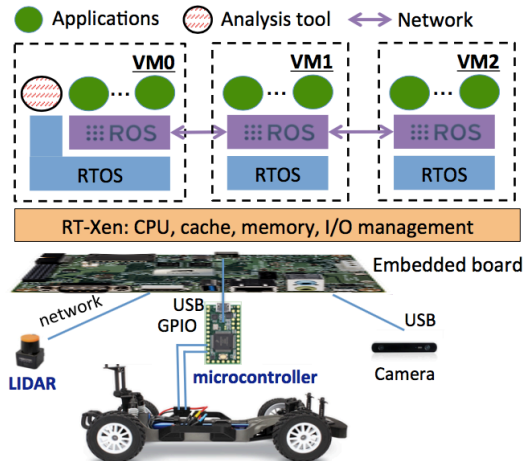 Applications
Analysis tool
Network
VM0
VM1
VM2
ROS
ROS
ROS
RTOS
RTOS
RTOS
RT-Xen: CPU, cache, memory, I/O management
Embedded board
network
USB
GPIO
USB
LIDAR
microcontroller
Camera